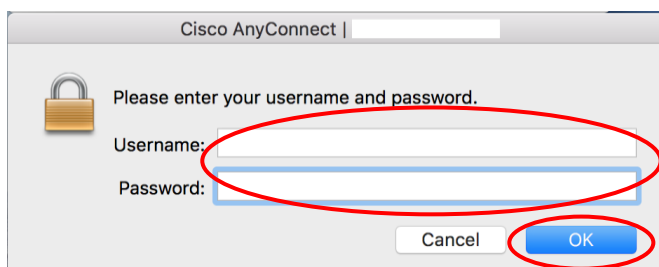 Cisco AnyConnect |
Please enter your username and password.
Username:
Password:
Cancel OK